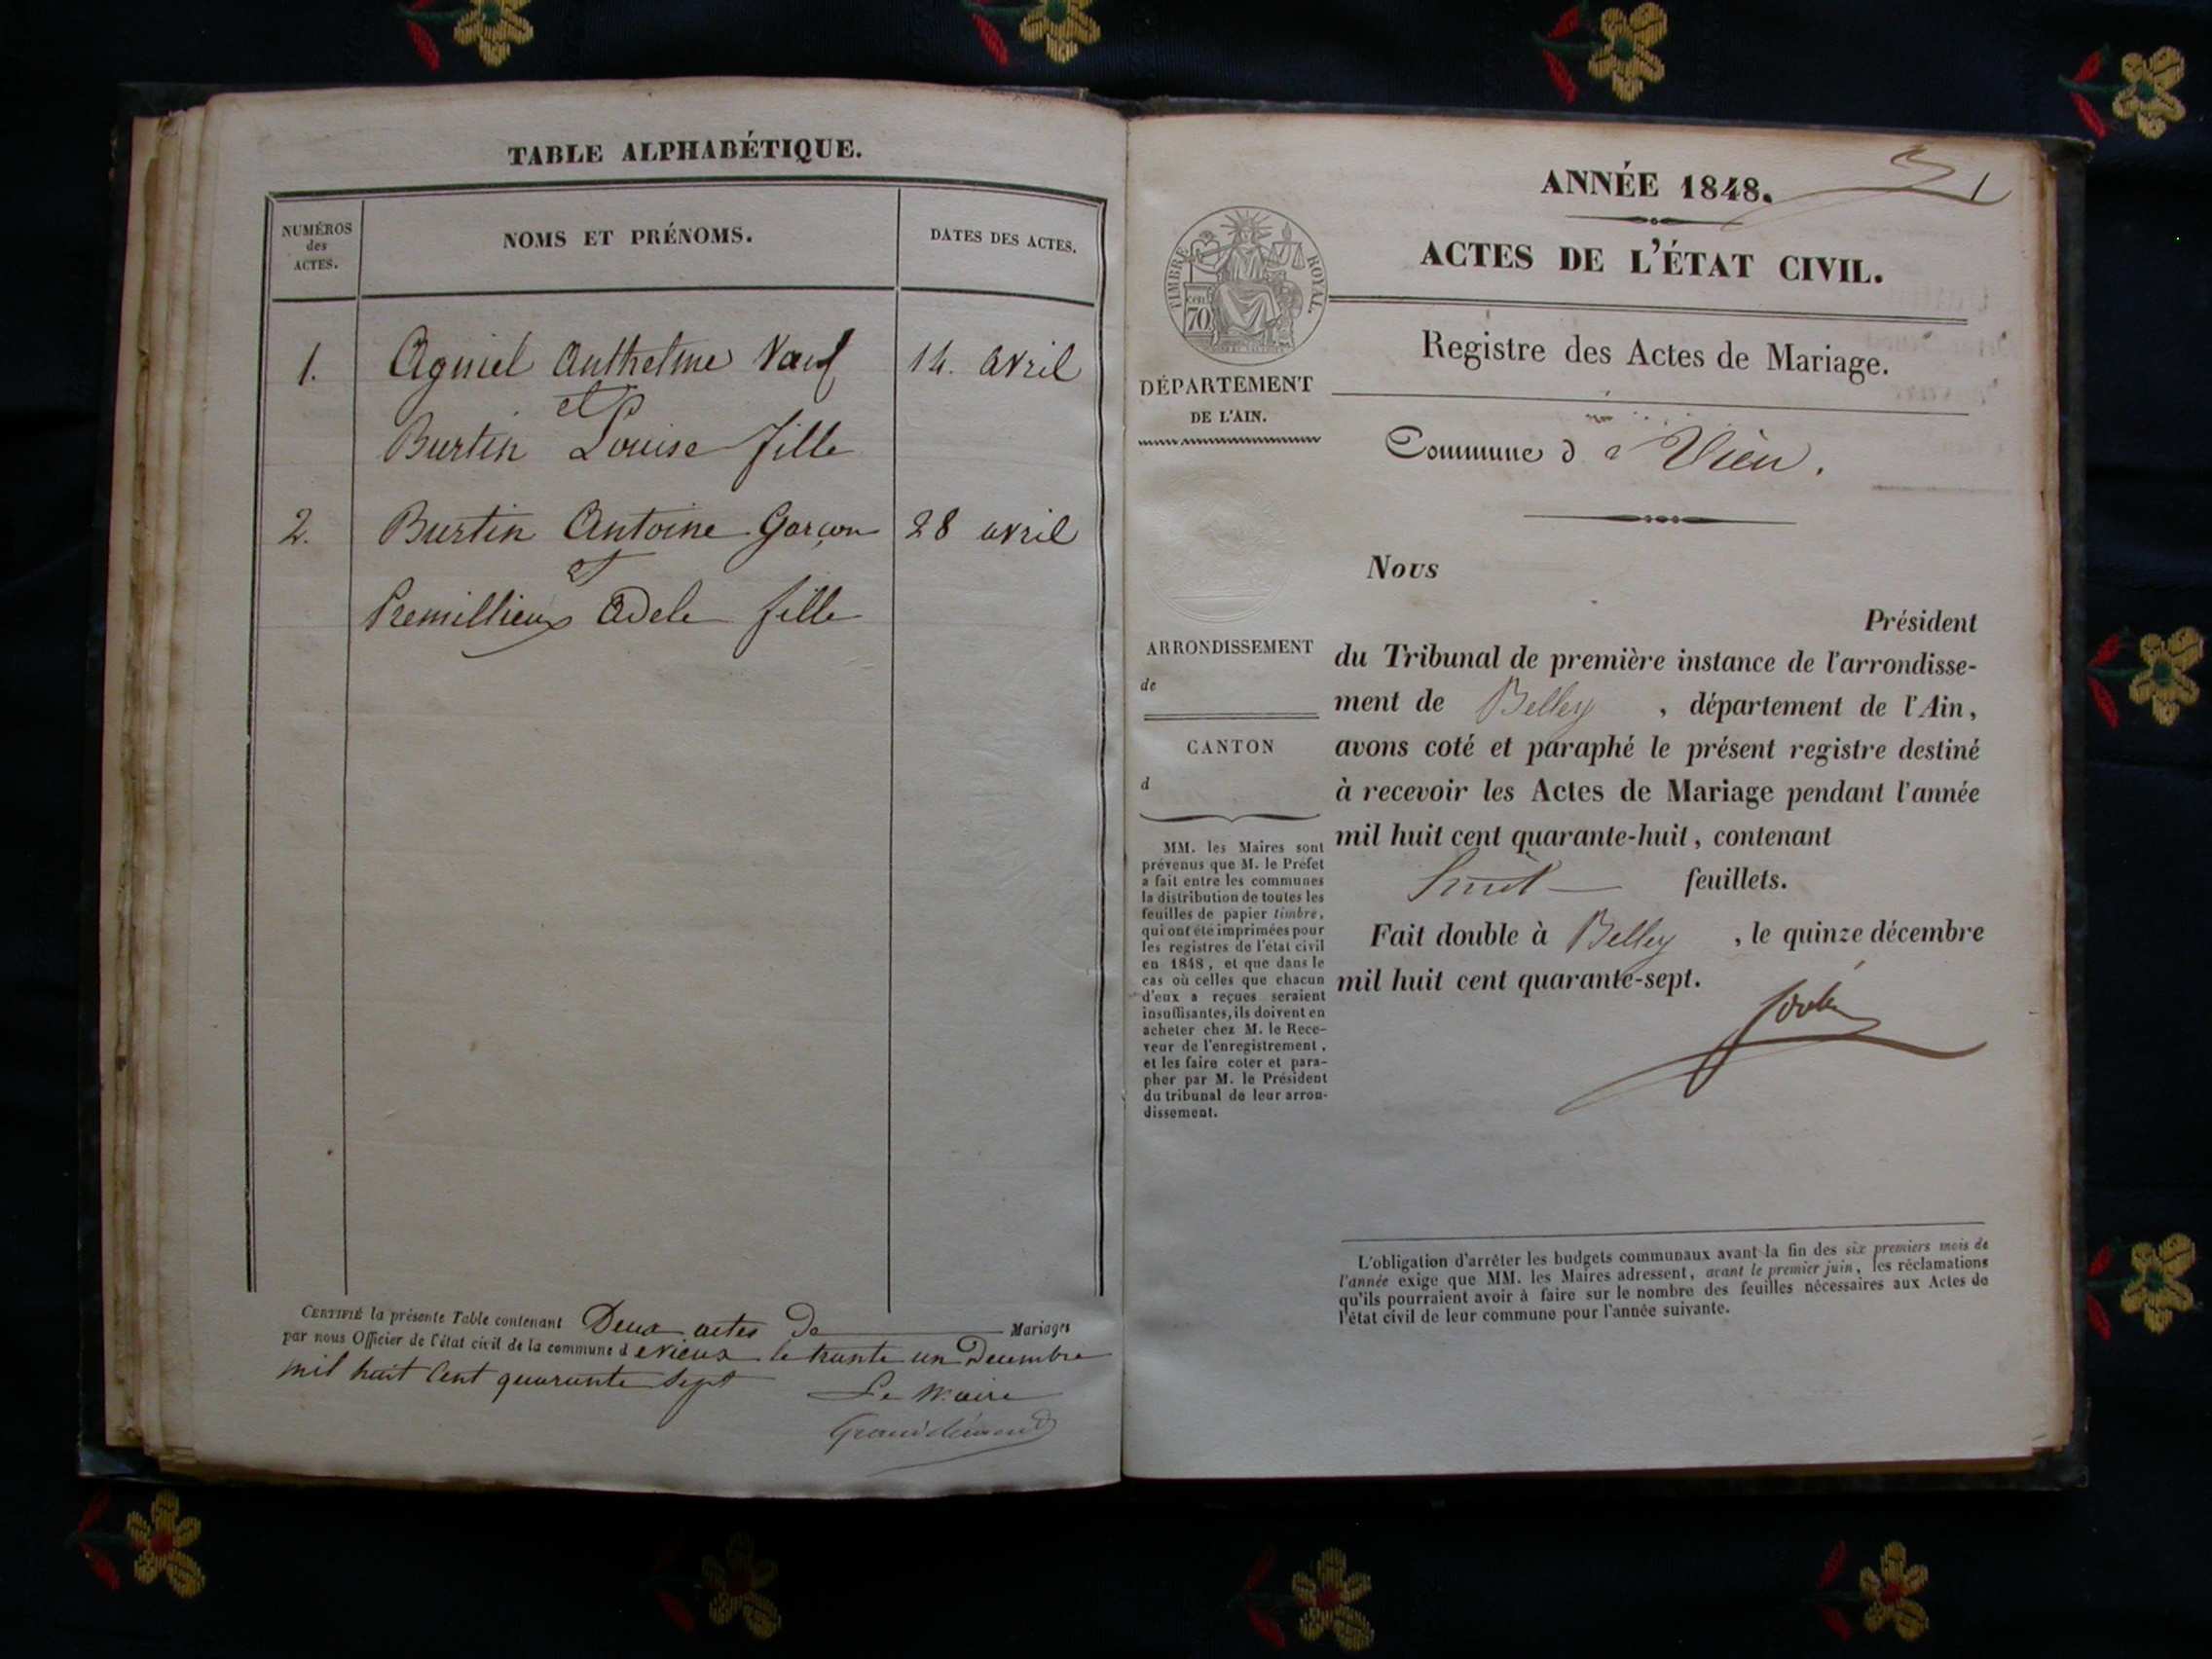 TABLE ALPHABÉTIQUE.
NUMÉROS
des
ACTES.
NOMS ET PRÉNOMS.
DATES DES ACTES.
1. Agniel Anthelme Veuf 14. avril
et
Burtin Louise fille
2. Burtin Antoine Garçon 28 avril
et
Premillieux Adele fille
CERTIFIÉ la présente Table contenant Deux actes De Mariages
par nous Officier de l'état civil de la commune d evieux le trante un Decembre
mil huit Cent quarante Sept
Le Maire
ANNÉE 1848. 1
ACTES DE L'ÉTAT CIVIL.
TIMBRE ROYAL.
cen
70
Registre des Actes de Mariage.
DÉPARTEMENT
DE L'AIN.
Commune d e Vieu.
Nous
Président
ARRONDISSEMENT
de
CANTON
d
du Tribunal de première instance de l'arrondisse-
ment de Belley, département de l'Ain,
avons coté et paraphé le présent registre destiné
à recevoir les Actes de Mariage pendant l'année
mil huit cent quarante-huit, contenant
huit feuillets.
Fait double à Belley, le quinze décembre
mil huit cent quarante-sept.
MM. les Maires sont
prévenus que M. le Préfet
a fait entre les communes
la distribution de toutes les
feuilles de papier timbre,
qui ont été imprimées pour
les registres de l'état civil
en 1848, et que dans le
cas où celles que chacun
d'eux a reçues seraient
insuffisantes, ils doivent en
acheter chez M. le Rece-
veur de l'enregistrement,
et les faire coter et para-
pher par M. le Président
du tribunal de leur arron-
dissement.
L'obligation d'arrêter les budgets communaux avant la fin des six premiers mois de
l'année exige que MM. les Maires adressent, avant le premier juin, les réclamations
qu'ils pourraient avoir à faire sur le nombre des feuilles nécessaires aux Actes de
l'état civil de leur commune pour l'année suivante.